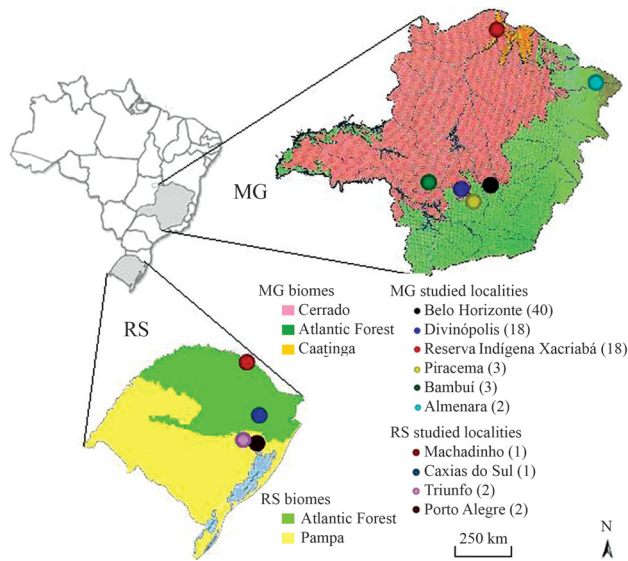 MG
RS
MG biomes
Cerrado
Atlantic Forest
Caatinga
MG studied localities
Belo Horizonte (40)
Divinópolis (18)
Reserva Indígena Xacriabá (18)
Piracema (3)
Bambuí (3)
Almenara (2)
RS studied localities
Machadinho (1)
Caxias do Sul (1)
Triunfo (2)
Porto Alegre (2)
RS biomes
Atlantic Forest
Pampa
250 km
N